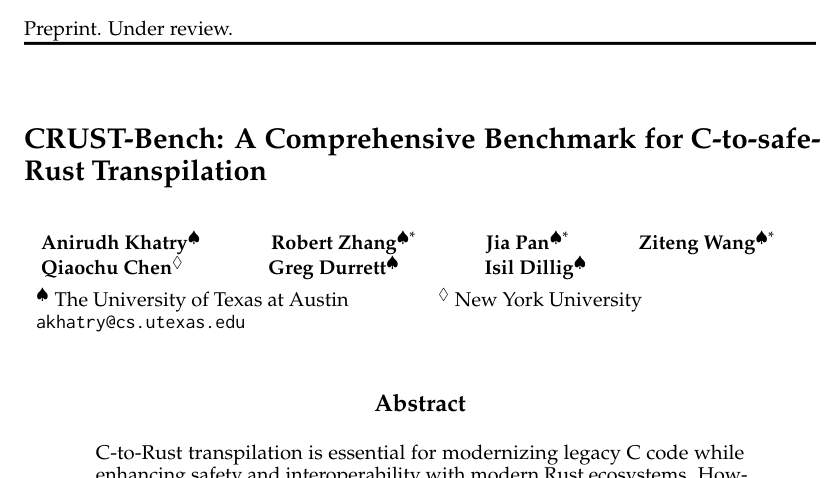 Preprint. Under review.
CRUST-Bench: A Comprehensive Benchmark for C-to-safe-
Rust Transpilation
Anirudh Khatry♠ Robert Zhang♠* Jia Pan♠* Ziteng Wang♠*
Qiaochu Chen♢ Greg Durrett♠ Isil Dillig♠
♠ The University of Texas at Austin ♢ New York University
akhatry@cs.utexas.edu
Abstract
C-to-Rust transpilation is essential for modernizing legacy C code while
enhancing safety and interoperability with modern Rust ecosystems. How-